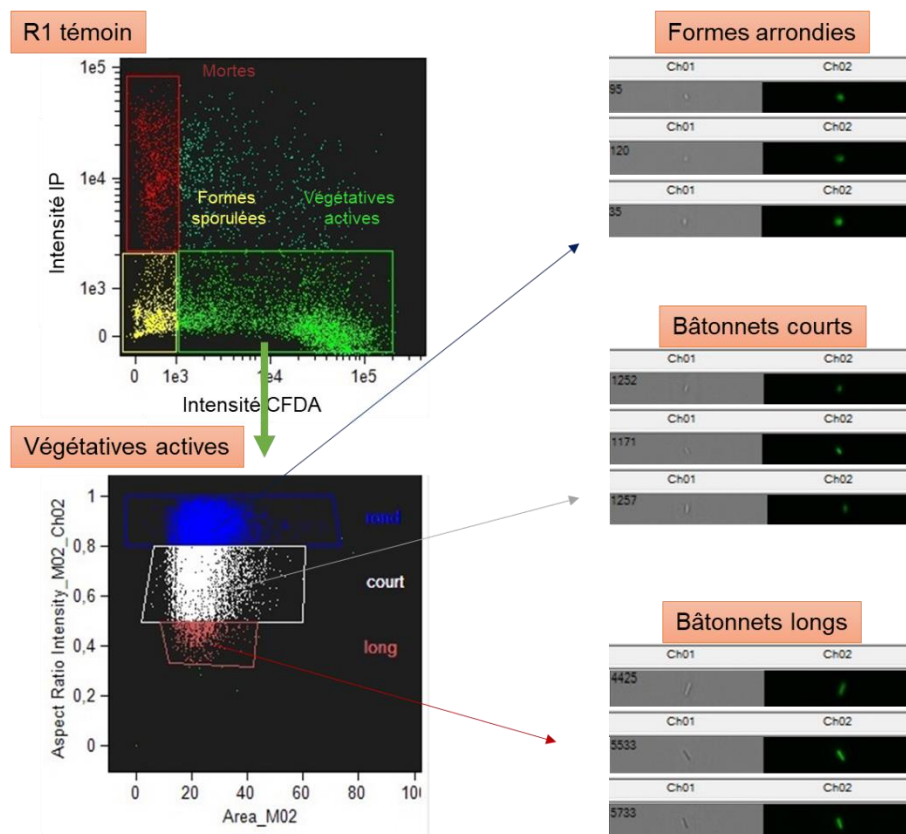 R1 témoin
1e5
Mortes
1e4
Formes
sporulées
Végétatives
actives
1e3
0
Intensité IP
0
1e3
1e4
1e5
Intensité CFDA
Végétatives actives
1
rond
0,8
court
0,6
long
0,4
0,2
0
Aspect Ratio Intensity_M02_Ch02
0
20
40
60
80
100
Area_M02
Formes arrondies
Ch01 Ch02
95
Ch01 Ch02
120
Ch01 Ch02
35
Bâtonnets courts
Ch01 Ch02
1252
Ch01 Ch02
1171
Ch01 Ch02
1257
Bâtonnets longs
Ch01 Ch02
4425
Ch01 Ch02
5533
Ch01 Ch02
5733